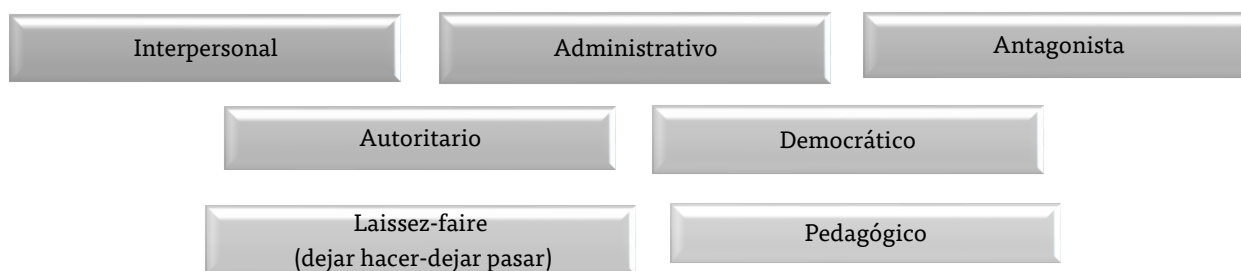 Interpersonal
Administrativo
Antagonista
Autoritario
Democrático
Laissez-faire
(dejar hacer-dejar pasar)
Pedagógico